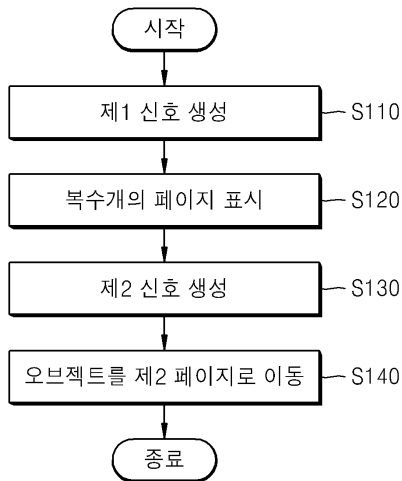 시작
제1 신호 생성 S110
복수개의 페이지 표시 S120
제2 신호 생성 S130
오브젝트를 제2 페이지로 이동 S140
종료